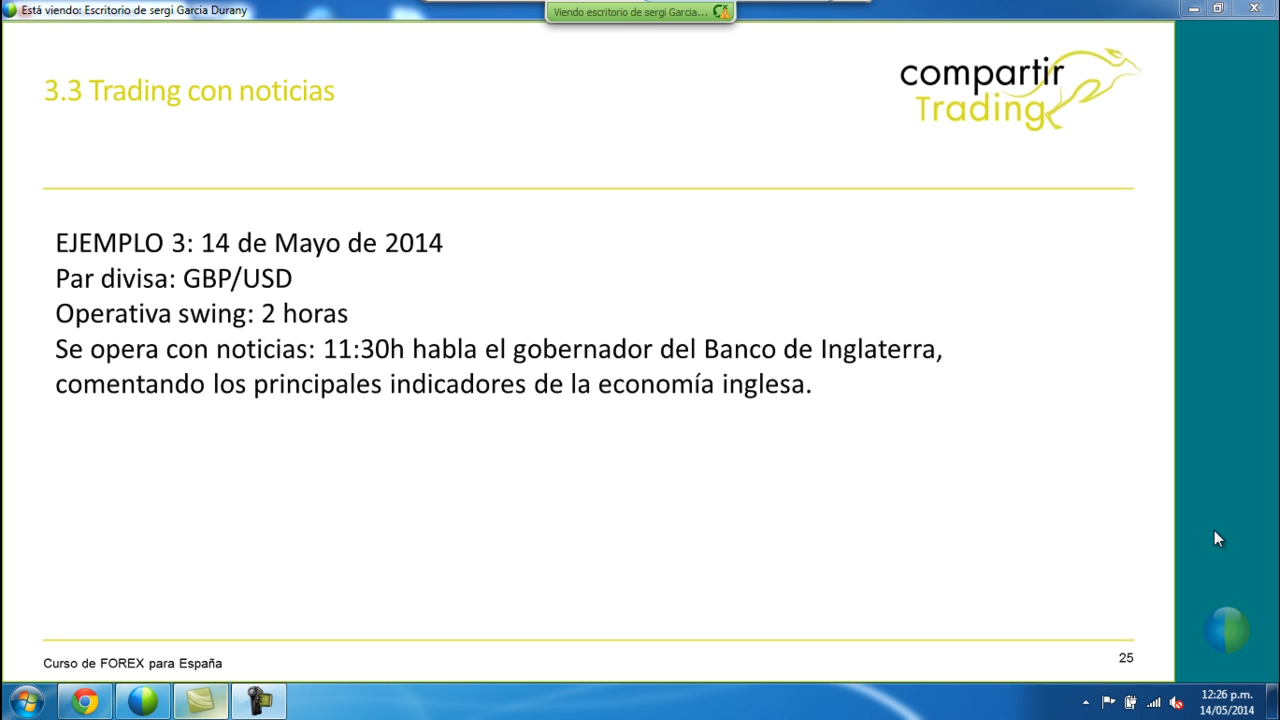 Está viendo: Escritorio de sergi Garcia Durany
Viendo escritorio de sergi Garcia...
3.3 Trading con noticias
compartir
Trading
EJEMPLO 3: 14 de Mayo de 2014
Par divisa: GBP/USD
Operativa swing: 2 horas
Se opera con noticias: 11:30h habla el gobernador del Banco de Inglaterra,
comentando los principales indicadores de la economía inglesa.
Curso de FOREX para España
25
12:26 p.m.
14/05/2014